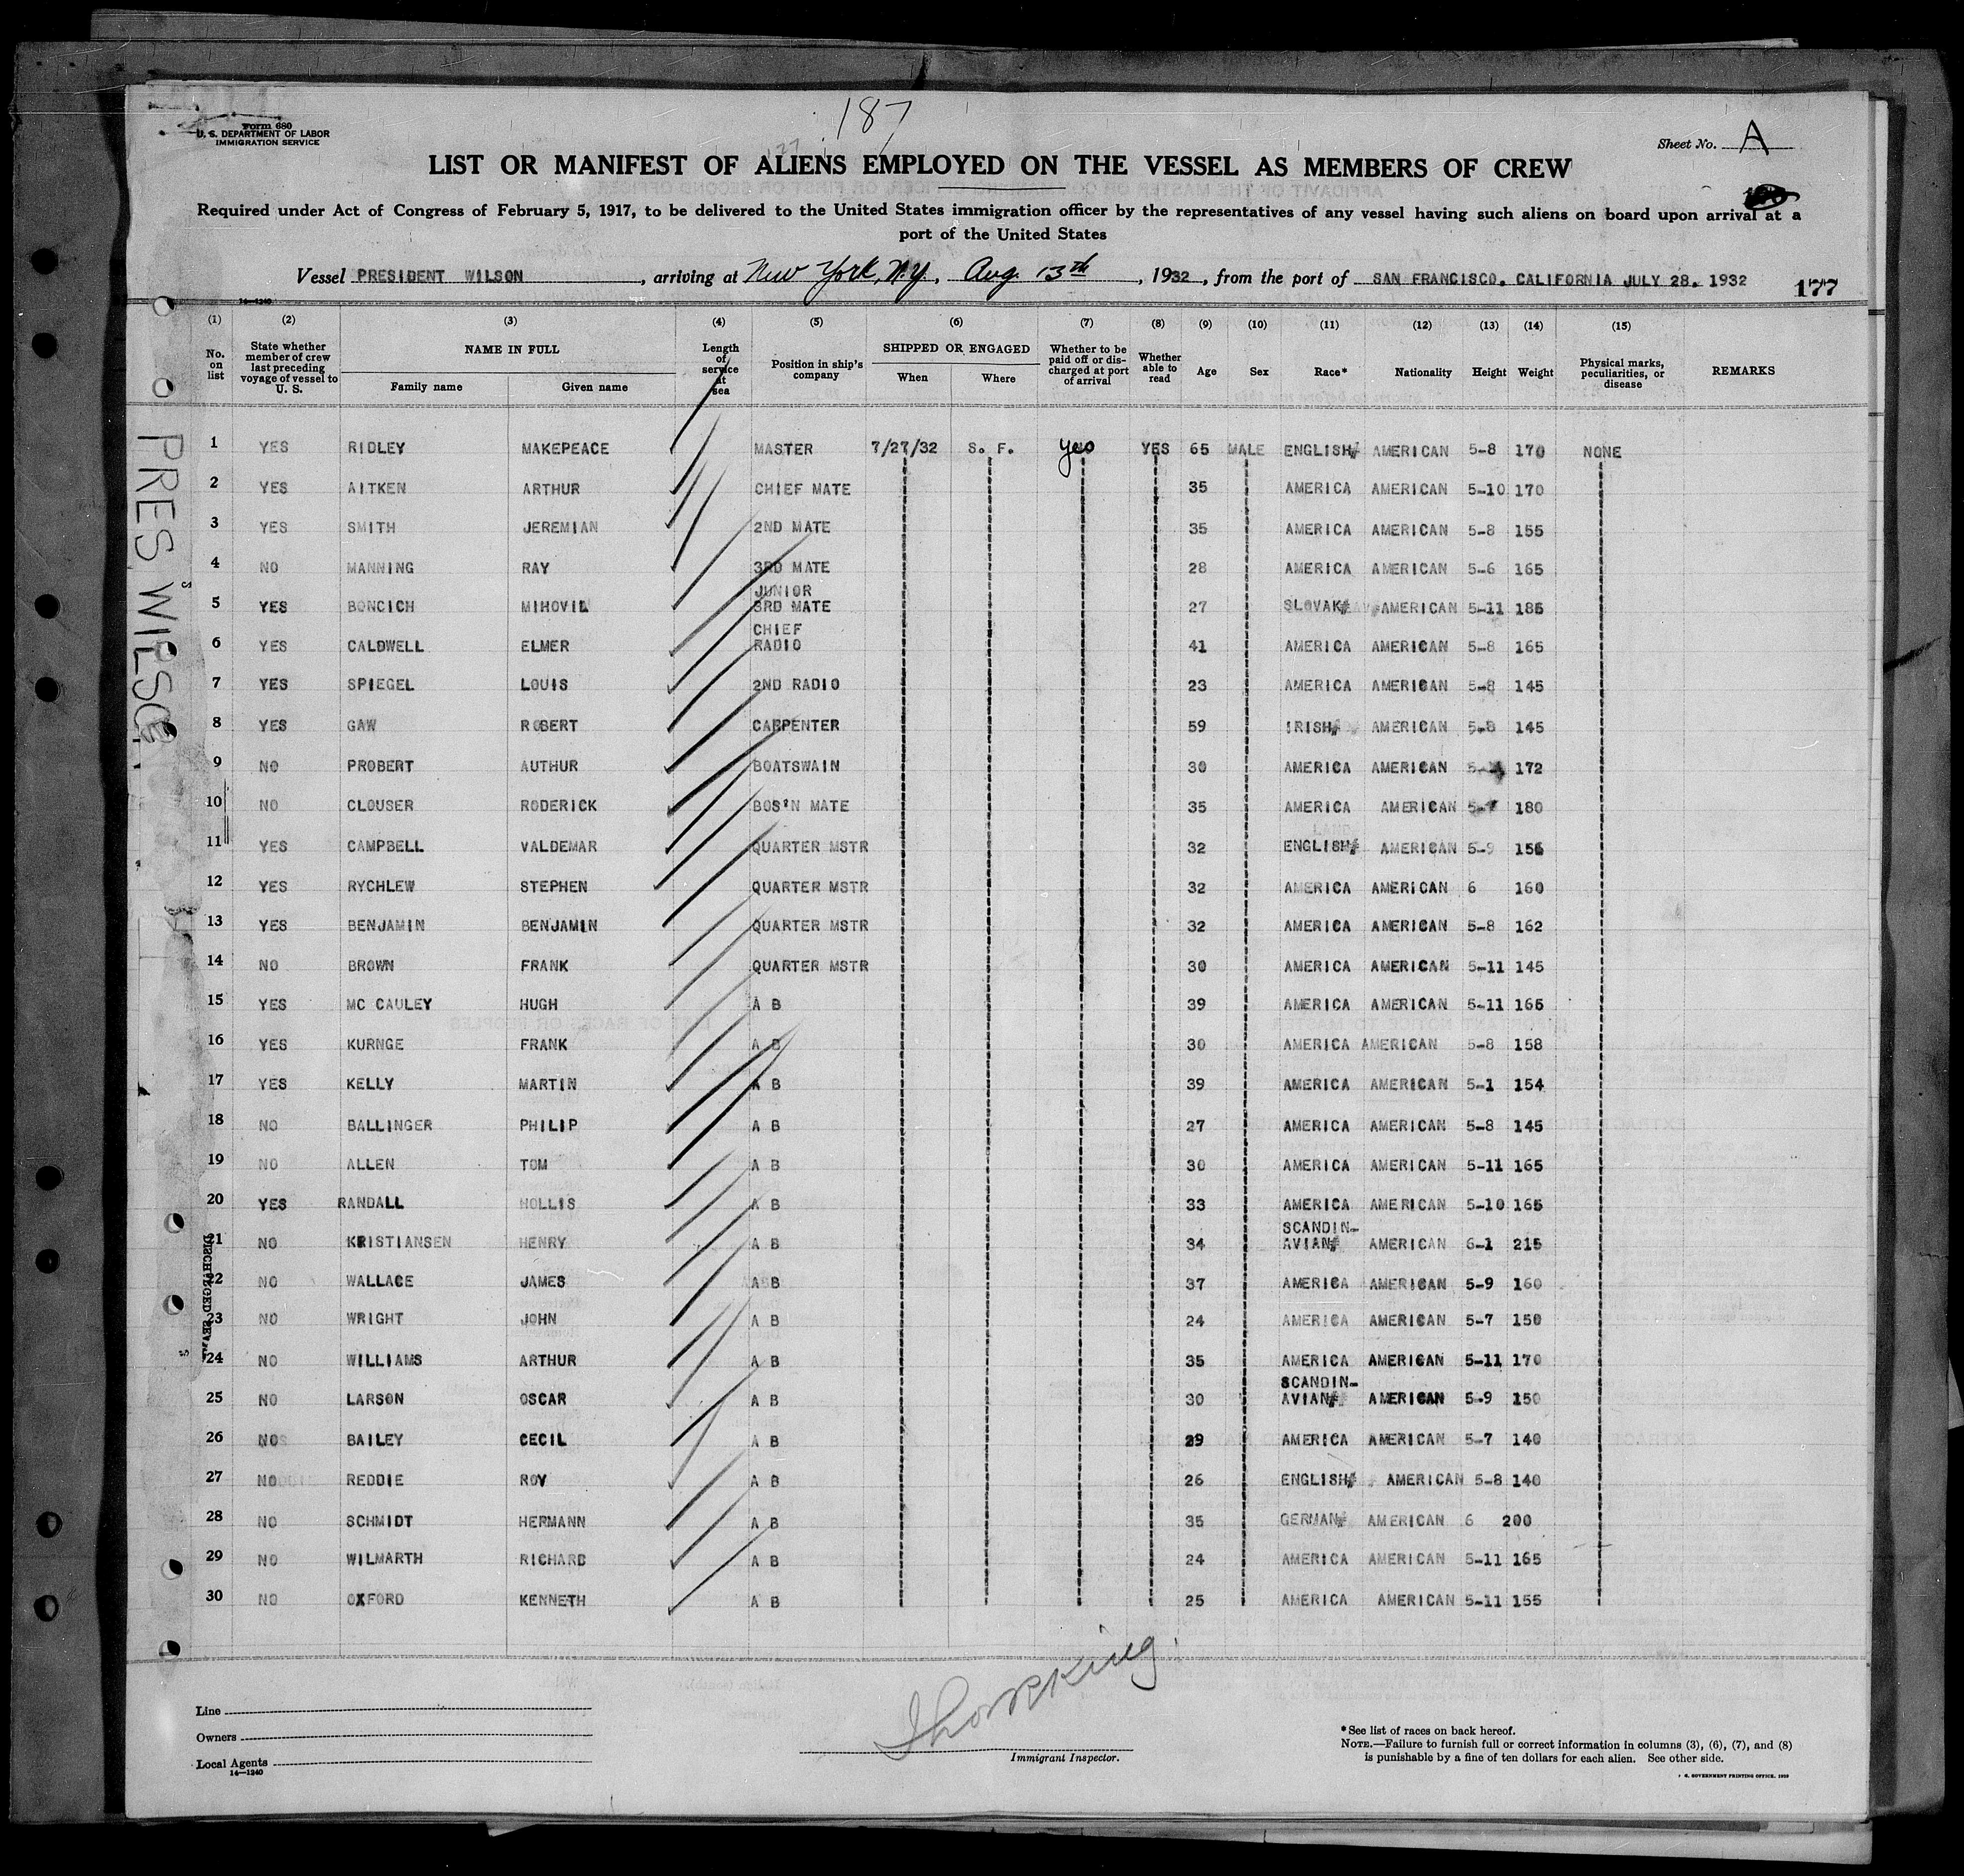 187
Form 680
U. S. DEPARTMENT OF LABOR
IMMIGRATION SERVICE
Sheet No. A
LIST OR MANIFEST OF ALIENS EMPLOYED ON THE VESSEL AS MEMBERS OF CREW
Required under Act of Congress of February 5, 1917, to be delivered to the United States immigration officer by the representatives of any vessel having such aliens on board upon arrival at a
port of the United States
Vessel PRESIDENT WILSON, arriving at New York, N.Y., Aug. 13th, 1932, from the port of SAN FRANCISCO. CALIFORNIA JULY 28. 1932 177
14—1240
(1) (2) (3) (4) (5) (6) (7) (8) (9) (10) (11) (12) (13) (14) (15)
No. on list State whether member of crew last preceding voyage of vessel to U. S. NAME IN FULL Family name Given name Length of service at sea Position in ship's company SHIPPED OR ENGAGED When Where Whether to be paid off or discharged at port of arrival Whether able to read Age Sex Race* Nationality Height Weight Physical marks, peculiarities, or disease REMARKS
PRES WILSON
1 YES RIDLEY MAKEPEACE MASTER 7/27/32 S. F. yes YES 65 MALE ENGLISH AMERICAN 5-8 170 NONE
2 YES AITKEN ARTHUR CHIEF MATE 35 AMERICA AMERICAN 5-10 170
3 YES SMITH JEREMIAN 2ND MATE 35 AMERICA AMERICAN 5-8 155
4 NO MANNING RAY 3RD MATE 28 AMERICA AMERICAN 5-6 165
5 YES BONCICH MIHOVIL JUNIOR 3RD MATE 27 SLOVAK AMERICAN 5-11 185
6 YES CALDWELL ELMER CHIEF RADIO 41 AMERICA AMERICAN 5-8 165
7 YES SPIEGEL LOUIS 2ND RADIO 23 AMERICA AMERICAN 5-8 145
8 YES GAW ROBERT CARPENTER 59 IRISH AMERICAN 5-8 145
9 NO PROBERT AUTHUR BOATSWAIN 30 AMERICA AMERICAN 172
10 NO CLOUSER RODERICK BOS'N MATE 35 AMERICA AMERICAN 180
11 YES CAMPBELL VALDEMAR QUARTER MSTR 32 ENGLISH AMERICAN 5-9 155
12 YES RYCHLEW STEPHEN QUARTER MSTR 32 AMERICA AMERICAN 6 160
13 YES BENJAMIN BENJAMIN QUARTER MSTR 32 AMERICA AMERICAN 5-8 162
14 NO BROWN FRANK QUARTER MSTR 30 AMERICA AMERICAN 5-11 145
15 YES MC CAULEY HUGH A B 39 AMERICA AMERICAN 5-11 165
16 YES KURNGE FRANK A B 30 AMERICA AMERICAN 5-8 158
17 YES KELLY MARTIN A B 39 AMERICA AMERICAN 5-1 154
18 NO BALLINGER PHILIP A B 27 AMERICA AMERICAN 5-8 145
19 NO ALLEN TOM A B 30 AMERICA AMERICAN 5-11 165
20 YES RANDALL HOLLIS A B 33 AMERICA AMERICAN 5-10 165
21 NO KRISTIANSEN HENRY A B 34 SCANDIN-AVIAN AMERICAN 6-1 215
22 NO WALLACE JAMES A B 37 AMERICA AMERICAN 5-9 160
23 NO WRIGHT JOHN A B 24 AMERICA AMERICAN 5-7 150
24 NO WILLIAMS ARTHUR A B 35 AMERICA AMERICAN 5-11 170
25 NO LARSON OSCAR A B 30 SCANDIN-AVIAN AMERICAN 5-9 150
26 NO BAILEY CECIL A B 29 AMERICA AMERICAN 5-7 140
27 NO REDDIE ROY A B 26 ENGLISH AMERICAN 5-8 140
28 NO SCHMIDT HERMANN A B 35 GERMAN AMERICAN 6 200
29 NO WILMARTH RICHARD A B 24 AMERICA AMERICAN 5-11 165
30 NO OXFORD KENNETH A B 25 AMERICA AMERICAN 5-11 155
Line
Owners
Local Agents
14—1240
Immigrant Inspector.
*See list of races on back hereof.
NOTE.—Failure to furnish full or correct information in columns (3), (6), (7), and (8)
is punishable by a fine of ten dollars for each alien. See other side.